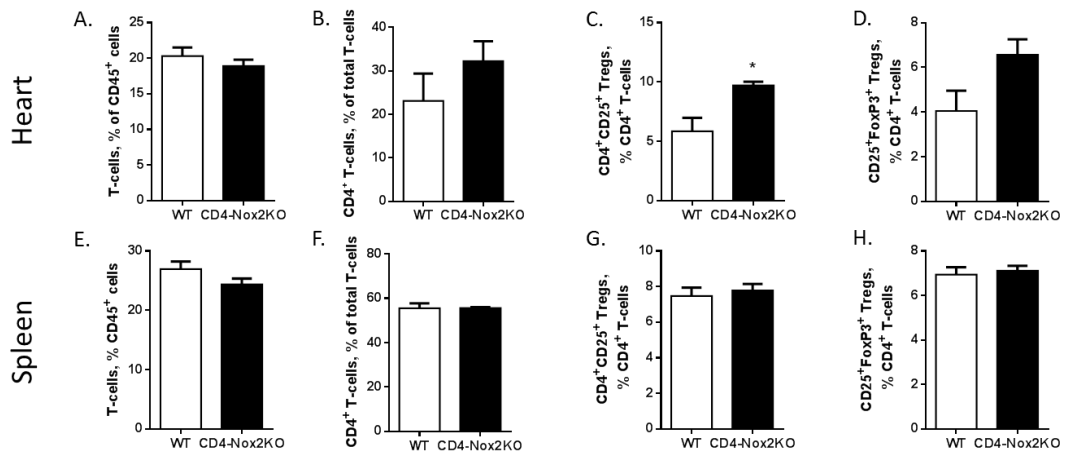 Heart
A.
T-cells, % of CD45⁺ cells
25
20
15
10
5
0
WT CD4-Nox2KO
B.
CD4⁺ T-cells, % of total T-cells
40
30
20
10
0
WT CD4-Nox2KO
C.
CD4⁺CD25⁺ Tregs,
% CD4⁺ T-cells
15
10
5
0
*
WT CD4-Nox2KO
D.
CD25⁺FoxP3⁺ Tregs,
% CD4⁺ T-cells
8
6
4
2
0
WT CD4-Nox2KO
Spleen
E.
T-cells, % CD45⁺ cells
30
20
10
0
WT CD4-Nox2KO
F.
CD4⁺ T-cells, % of total T-cells
80
60
40
20
0
WT CD4-Nox2KO
G.
CD4⁺CD25⁺ Tregs,
% CD4⁺ T-cells
10
8
6
4
2
0
WT CD4-Nox2KO
H.
CD25⁺FoxP3⁺ Tregs,
% CD4⁺ T-cells
8
6
4
2
0
WT CD4-Nox2KO